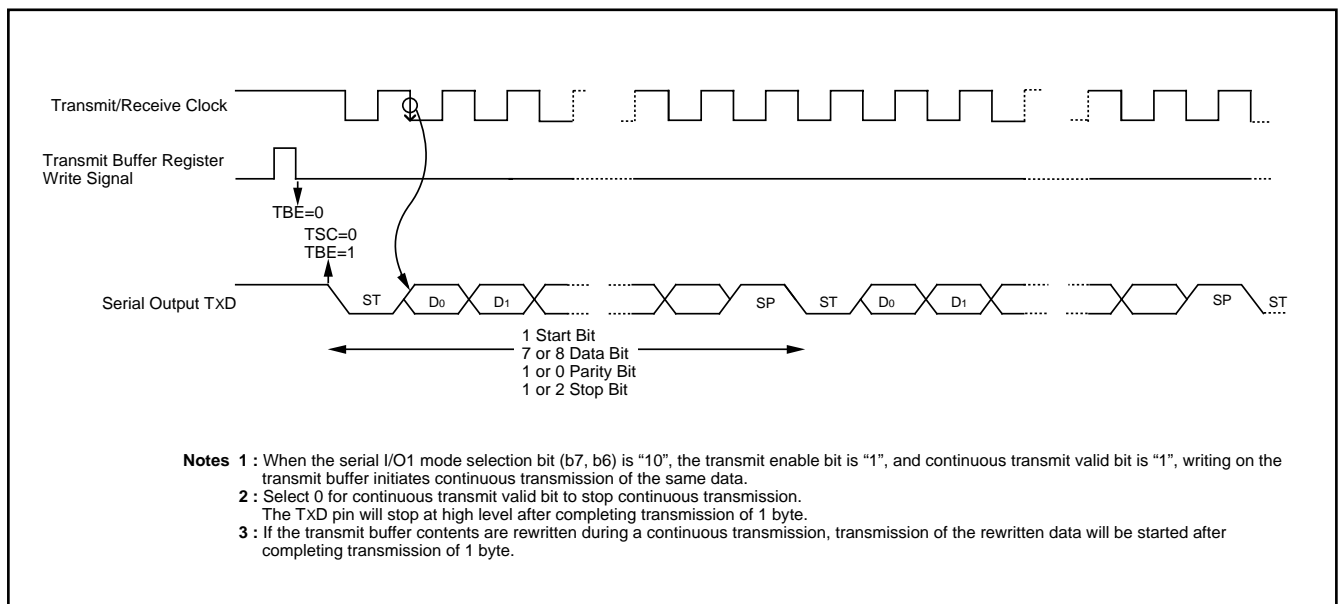 Transmit/Receive Clock
Transmit Buffer Register
Write Signal
TBE=0
TSC=0
TBE=1
Serial Output TXD
ST D0 D1 SP ST D0 D1 SP ST
1 Start Bit
7 or 8 Data Bit
1 or 0 Parity Bit
1 or 2 Stop Bit
Notes 1 : When the serial I/O1 mode selection bit (b7, b6) is “10”, the transmit enable bit is “1”, and continuous transmit valid bit is “1”, writing on the
transmit buffer initiates continuous transmission of the same data.
2 : Select 0 for continuous transmit valid bit to stop continuous transmission.
The TXD pin will stop at high level after completing transmission of 1 byte.
3 : If the transmit buffer contents are rewritten during a continuous transmission, transmission of the rewritten data will be started after
completing transmission of 1 byte.